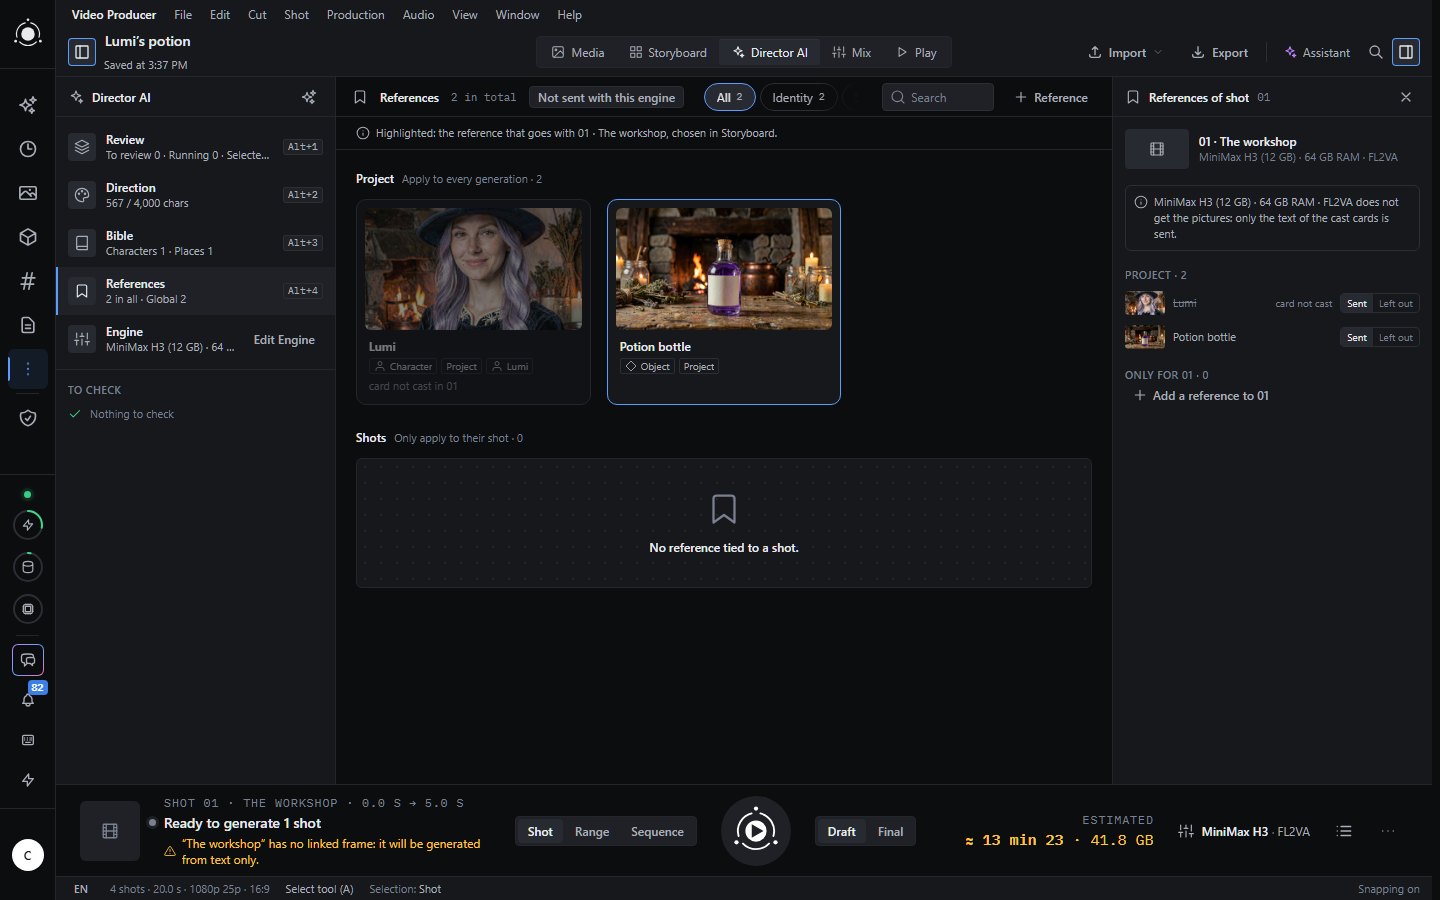 Video Producer File Edit Cut Shot Production Audio View Window Help
Lumi's potion
Saved at 3:37 PM
Media Storyboard Director AI Mix Play
Import Export Assistant
Director AI
Review
To review 0 · Running 0 · Selecte...
Alt+1
Direction
567 / 4,000 chars
Alt+2
Bible
Characters 1 · Places 1
Alt+3
References
2 in all · Global 2
Alt+4
Engine
MiniMax H3 (12 GB) · 64 ...
Edit Engine
TO CHECK
Nothing to check
References 2 in total Not sent with this engine All 2 Identity 2 Search Reference
Highlighted: the reference that goes with 01 · The workshop, chosen in Storyboard.
Project Apply to every generation · 2
Lumi
Character Project Lumi
card not cast in 01
Potion bottle
Object Project
Shots Only apply to their shot · 0
No reference tied to a shot.
References of shot 01
01 · The workshop
MiniMax H3 (12 GB) · 64 GB RAM · FL2VA
MiniMax H3 (12 GB) · 64 GB RAM · FL2VA does not
get the pictures: only the text of the cast cards is
sent.
PROJECT · 2
Lumi card not cast Sent Left out
Potion bottle Sent Left out
ONLY FOR 01 · 0
Add a reference to 01
82
C
SHOT 01 · THE WORKSHOP · 0.0 S → 5.0 S
Ready to generate 1 shot
"The workshop" has no linked frame: it will be generated
from text only.
Shot Range Sequence
Draft Final
ESTIMATED
≈ 13 min 23 · 41.8 GB
MiniMax H3 · FL2VA
EN 4 shots · 20.0 s · 1080p 25p · 16:9 Select tool (A) Selection: Shot
Snapping on